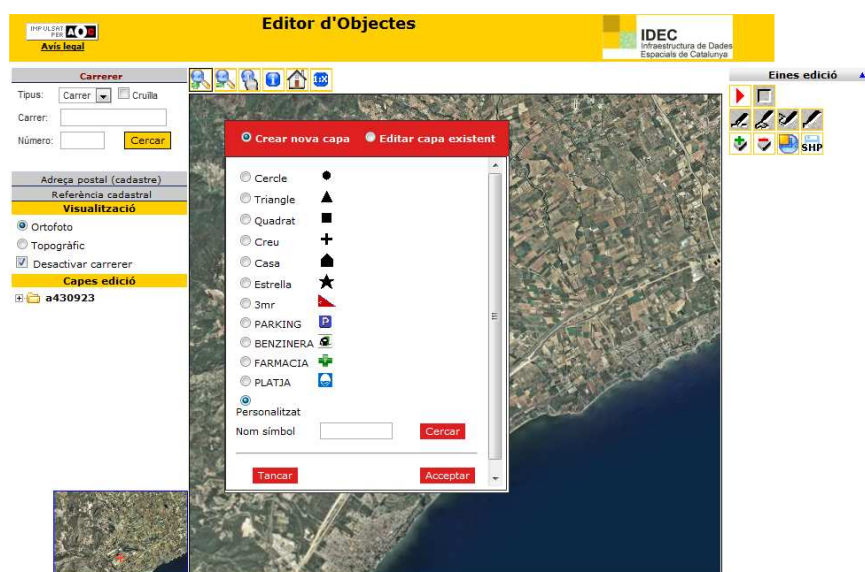 IMPULSAT
PER AOC
Avís legal
Editor d'Objectes
IDEC
Infraestructura de Dades
Espacials de Catalunya
Carrerer
Tipus: Carrer Cruïlla
Carrer:
Número: Cercar
Adreça postal (cadastre)
Referència cadastral
Visualització
Ortofoto
Topogràfic
Desactivar carrerer
Capes edició
a430923
1:X
Crear nova capa Editar capa existent
Cercle
Triangle
Quadrat
Creu
Casa
Estrella
3mr
PARKING P
BENZINERA
FARMACIA
PLATJA
Personalitzat
Nom símbol Cercar
Tancar Acceptar
Eines edició
SHP